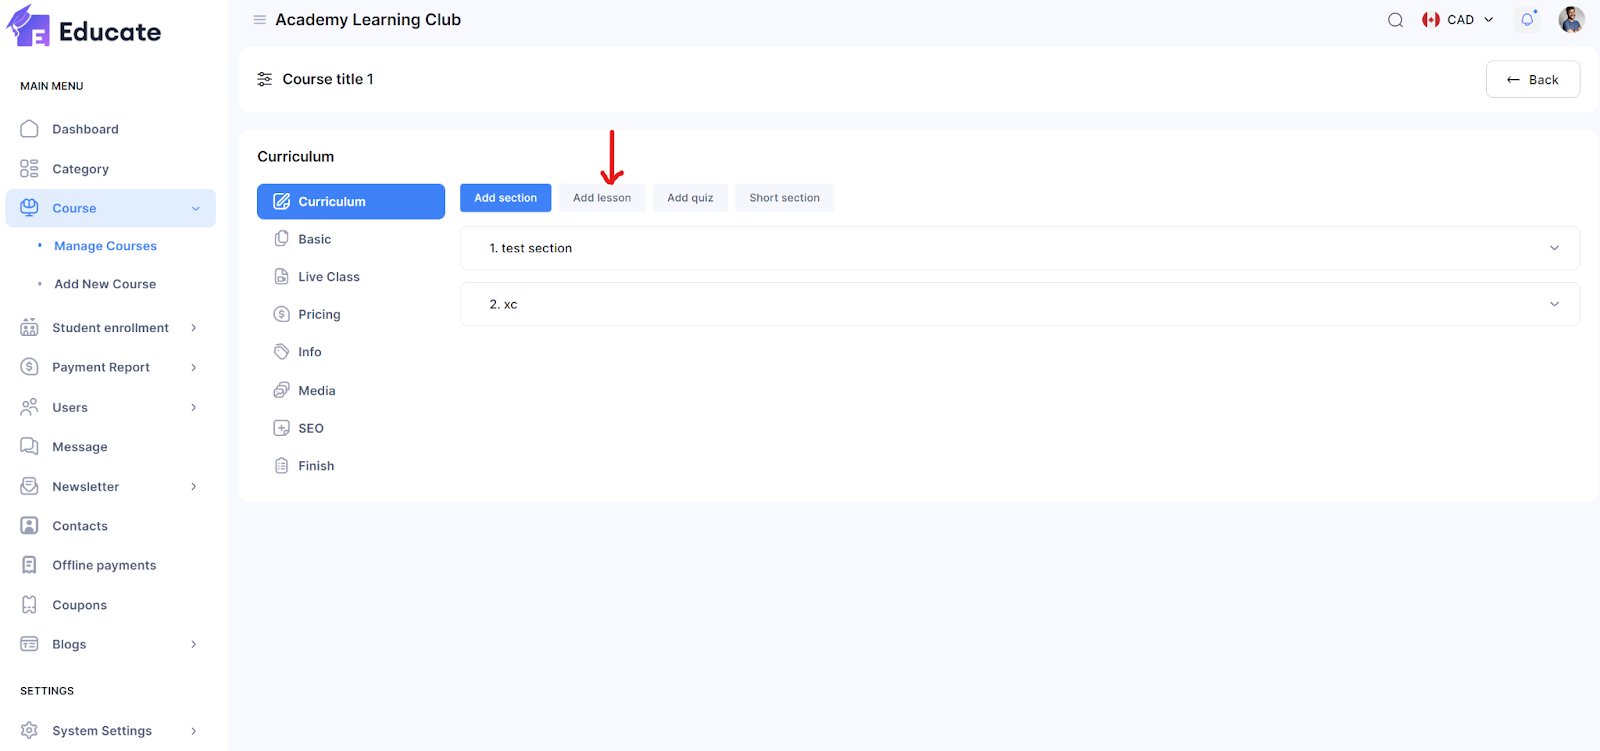 Educate
MAIN MENU
Dashboard
Category
Course
Manage Courses
Add New Course
Student enrollment
Payment Report
Users
Message
Newsletter
Contacts
Offline payments
Coupons
Blogs
SETTINGS
System Settings
Academy Learning Club
CAD
Course title 1
← Back
Curriculum
Curriculum
Basic
Live Class
Pricing
Info
Media
SEO
Finish
Add section Add lesson Add quiz Short section
1. test section
2. xc